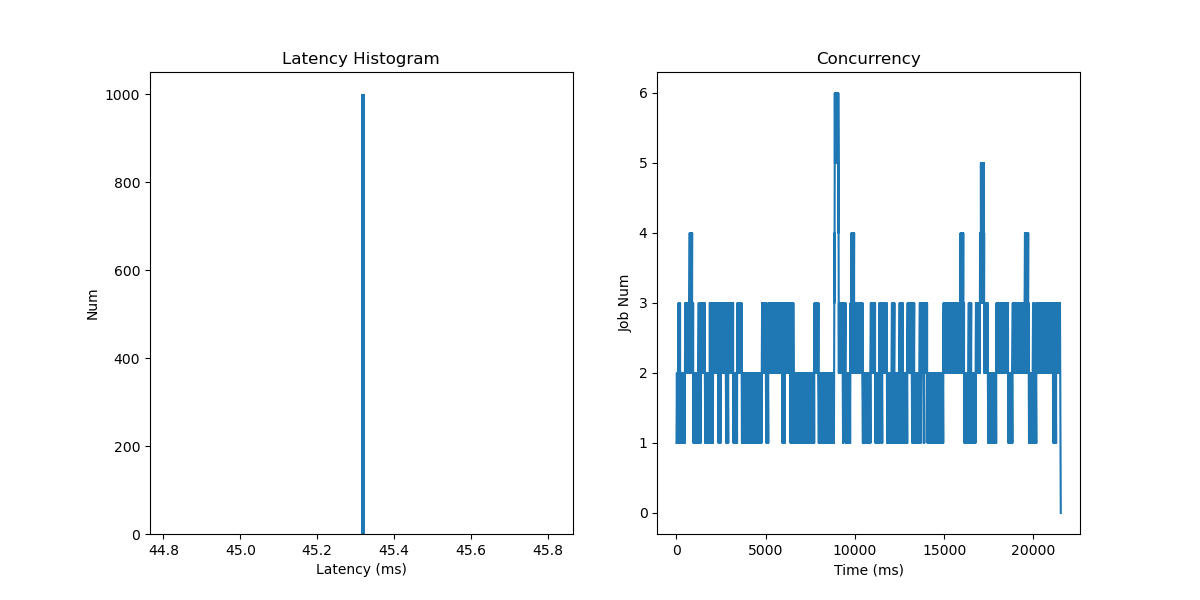 Latency Histogram
1000
800
600
400
200
0
Num
44.8 45.0 45.2 45.4 45.6 45.8
Latency (ms)
Concurrency
6
5
4
3
2
1
0
Job Num
0 5000 10000 15000 20000
Time (ms)